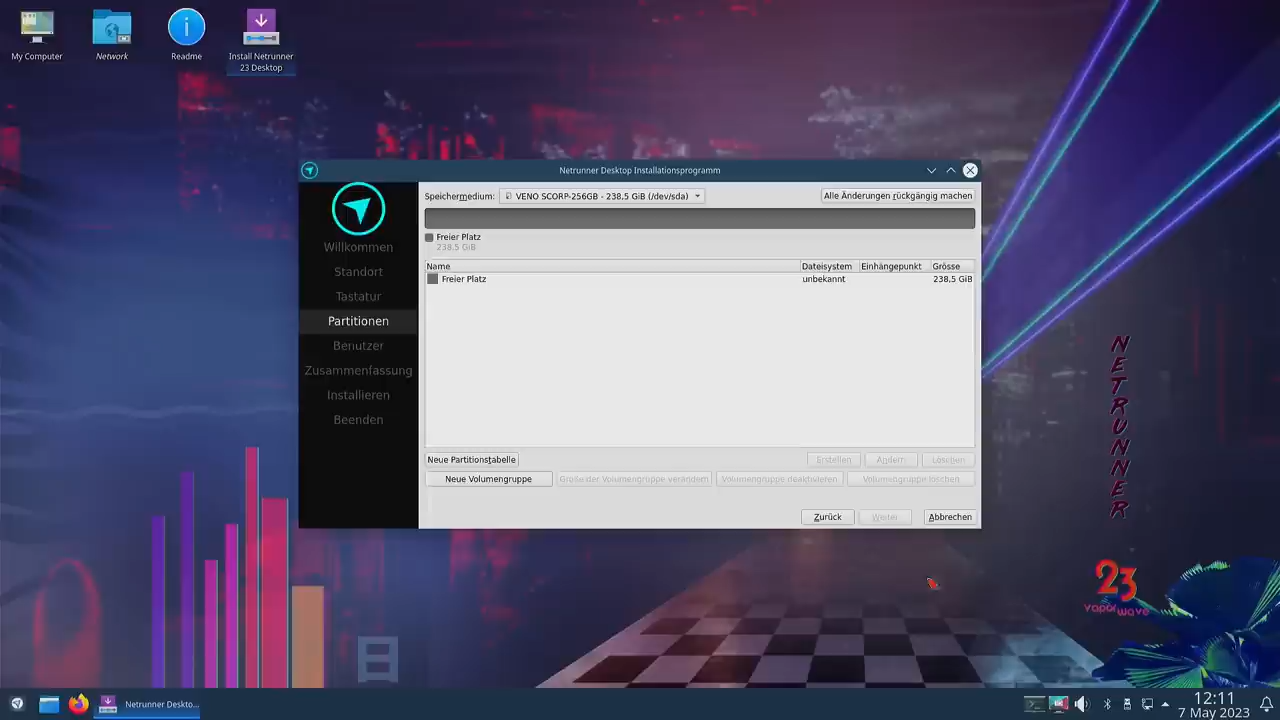 My Computer
Network
Readme
Install Netrunner
23 Desktop
Netrunner Desktop Installationsprogramm
Speichermedium:
VENO SCORP-256GB - 238,5 GiB (/dev/sda)
Alle Änderungen rückgängig machen
Freier Platz
238.5 GiB
Name
Dateisystem
Einhängepunkt
Grösse
Freier Platz
unbekannt
238,5 GiB
Willkommen
Standort
Tastatur
Partitionen
Benutzer
Zusammenfassung
Installieren
Beenden
Neue Partitionstabelle
Erstellen
Ändern
Löschen
Neue Volumengruppe
Größe der Volumengruppe verändern
Volumengruppe deaktivieren
Volumengruppe löschen
Zurück
Weiter
Abbrechen
NETRUNNER
23
vaporwave
Netrunner Deskto...
12:11
7 May 2023